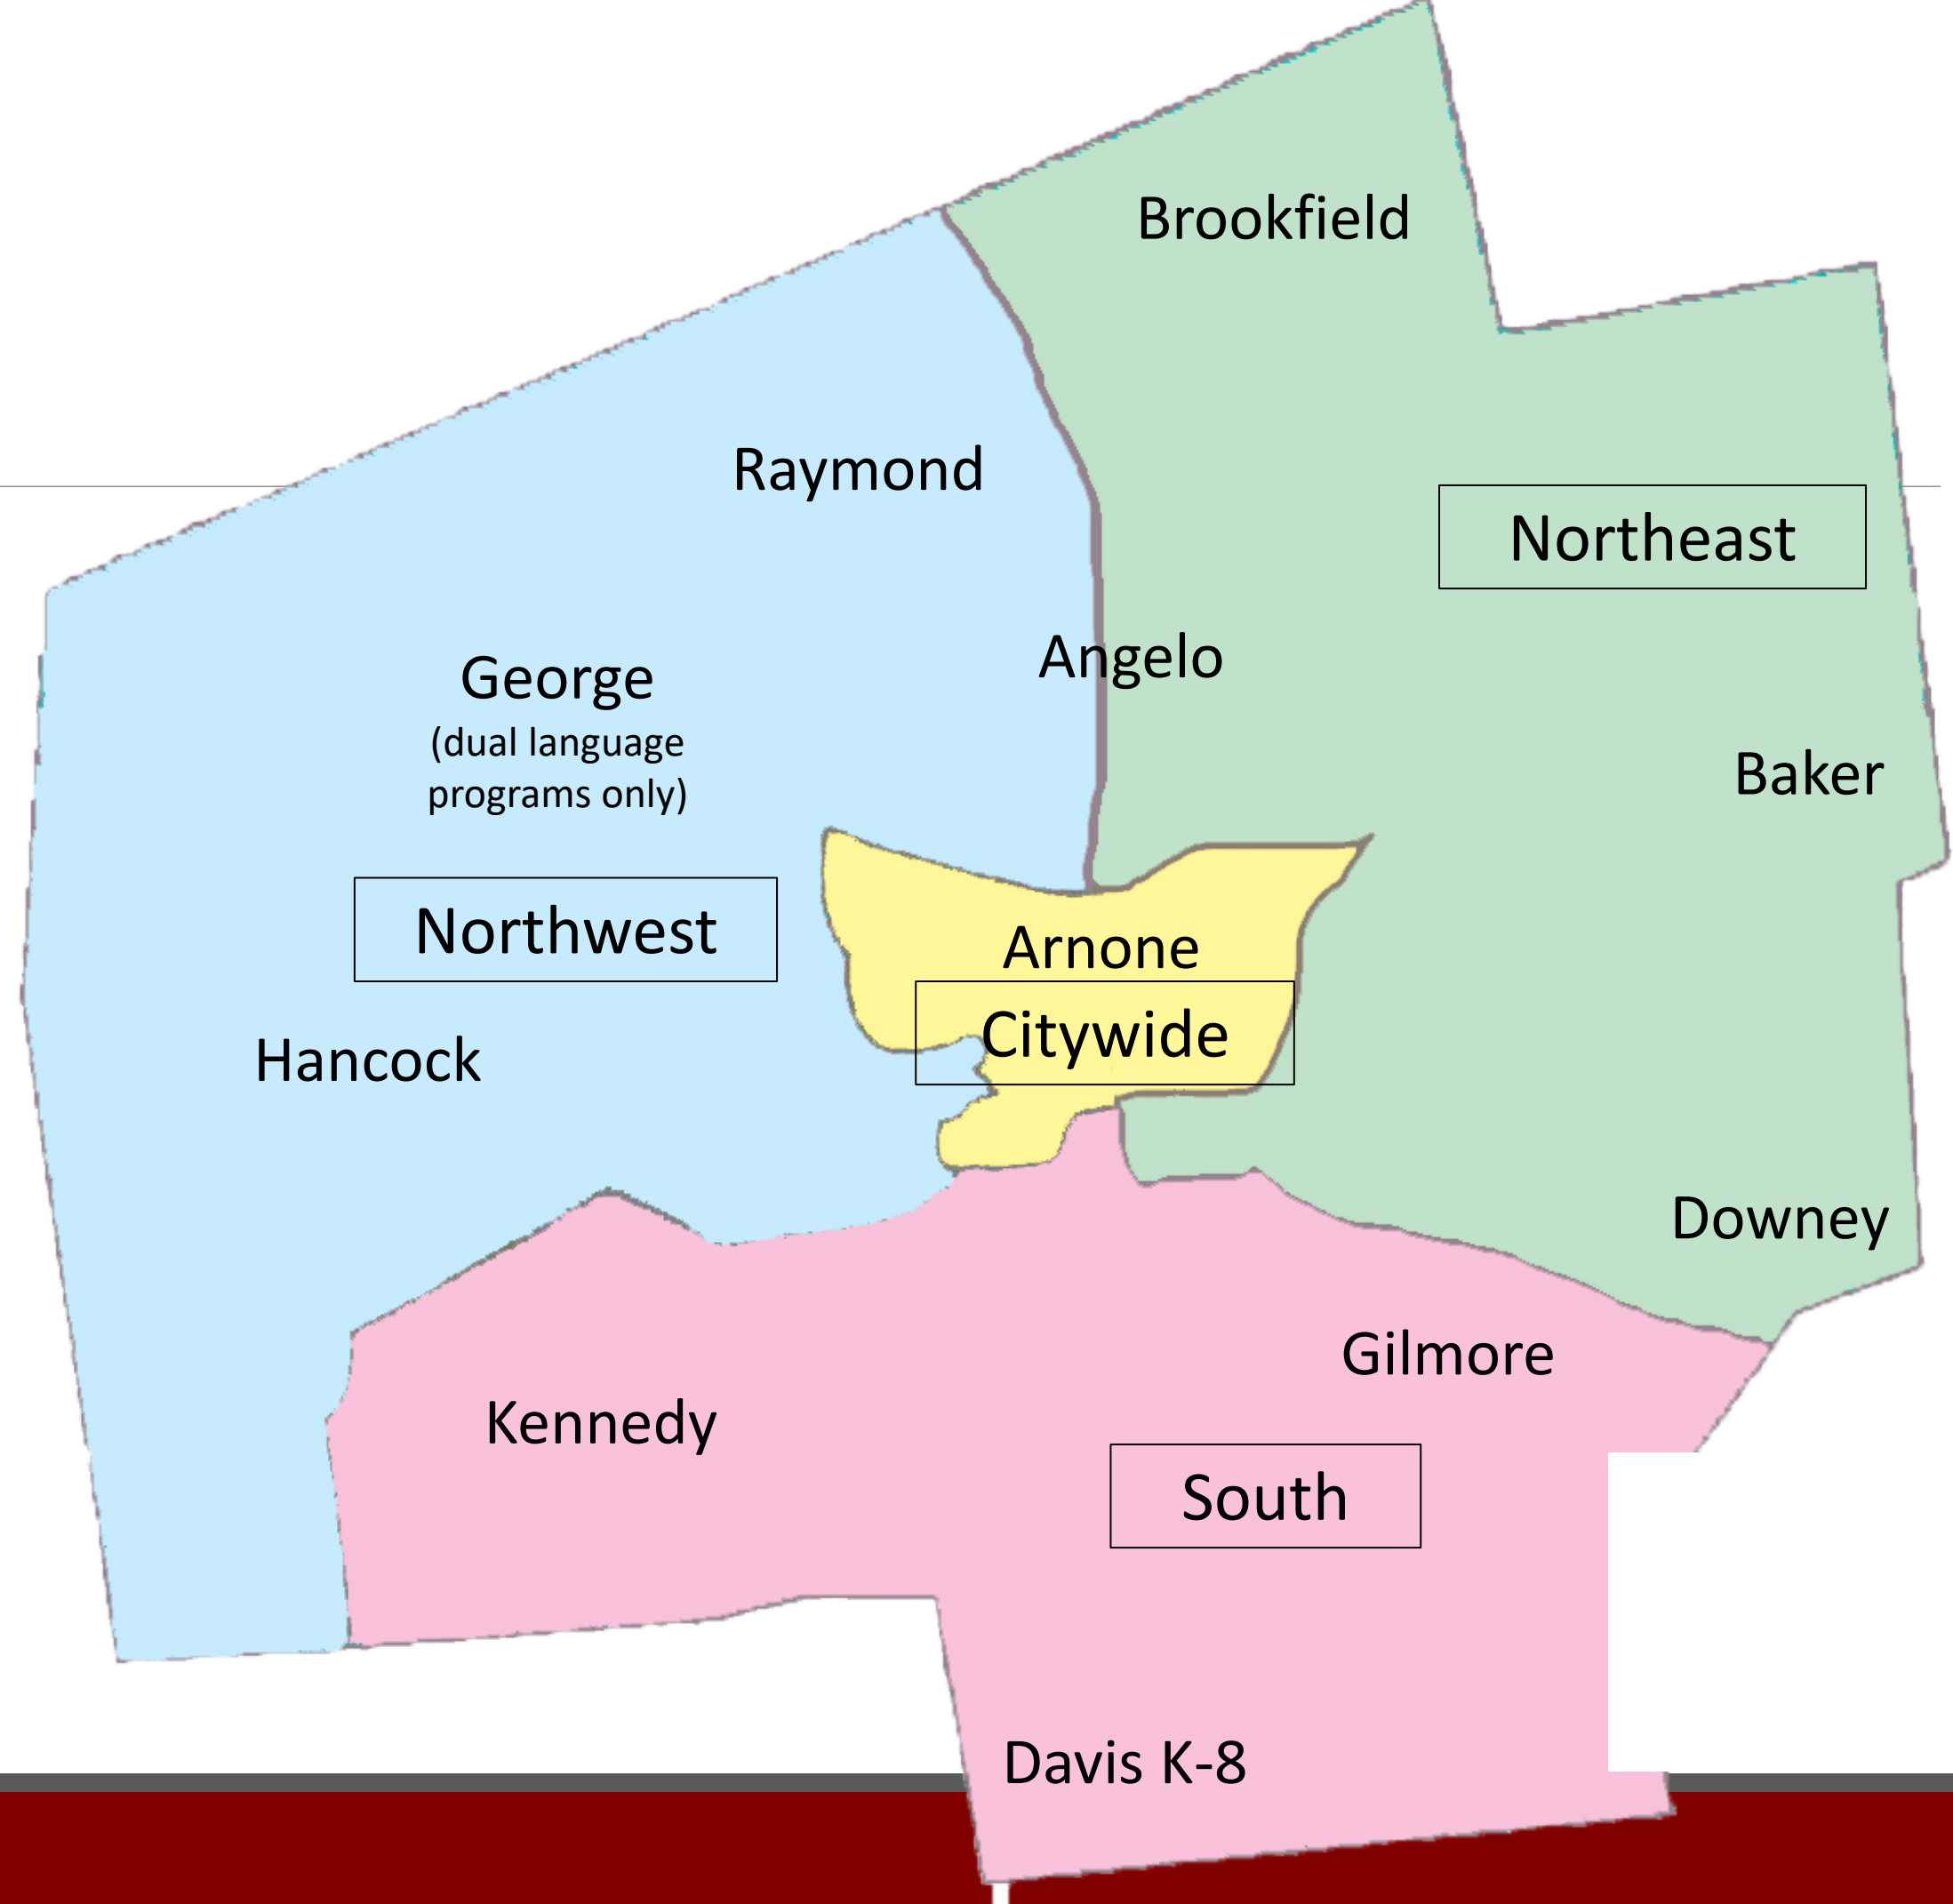 Brookfield
Raymond
Northeast
Angelo
George
(dual language
programs only)
Baker
Northwest
Arnone
Citywide
Hancock
Downey
Gilmore
Kennedy
South
Davis K-8